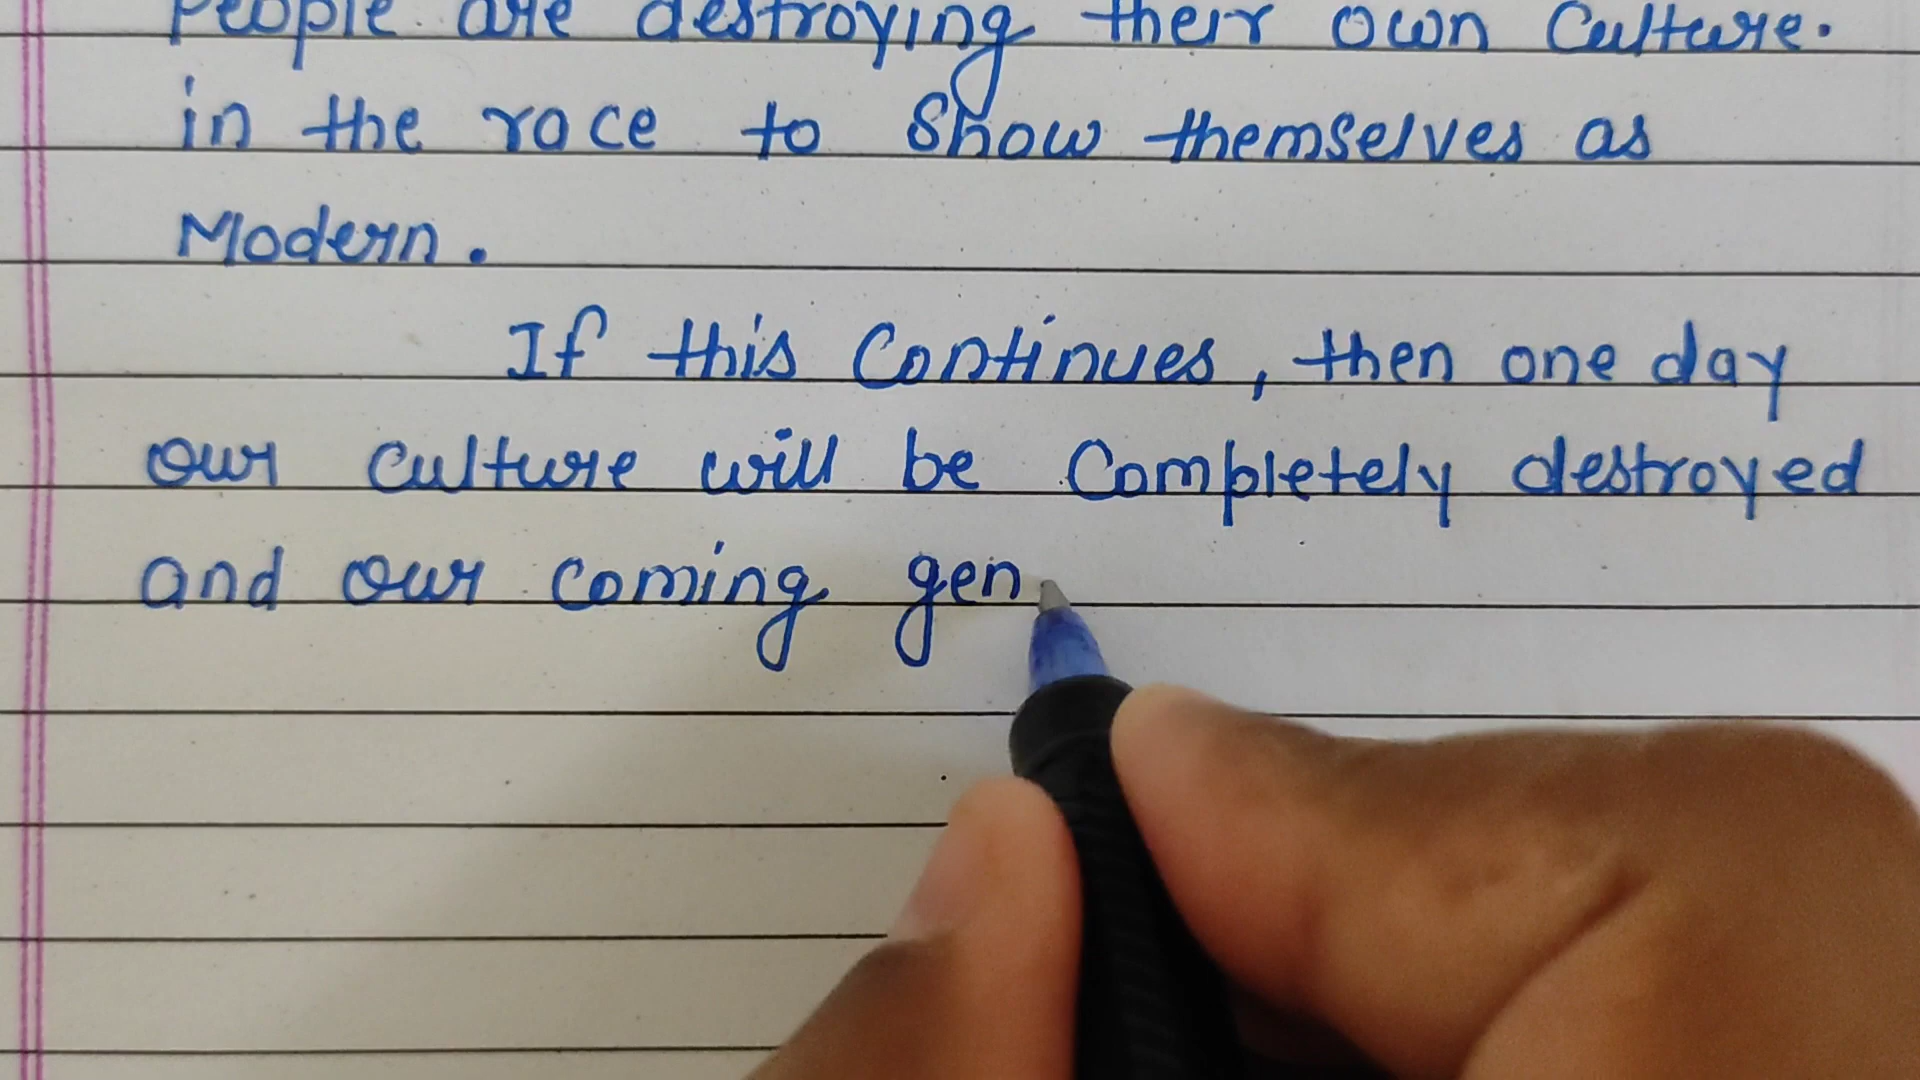 People are destroying their own Culture.
in the race to Show themselves as
Modern.
If this Continues, then one day
our culture will be Completely destroyed
and our coming gen